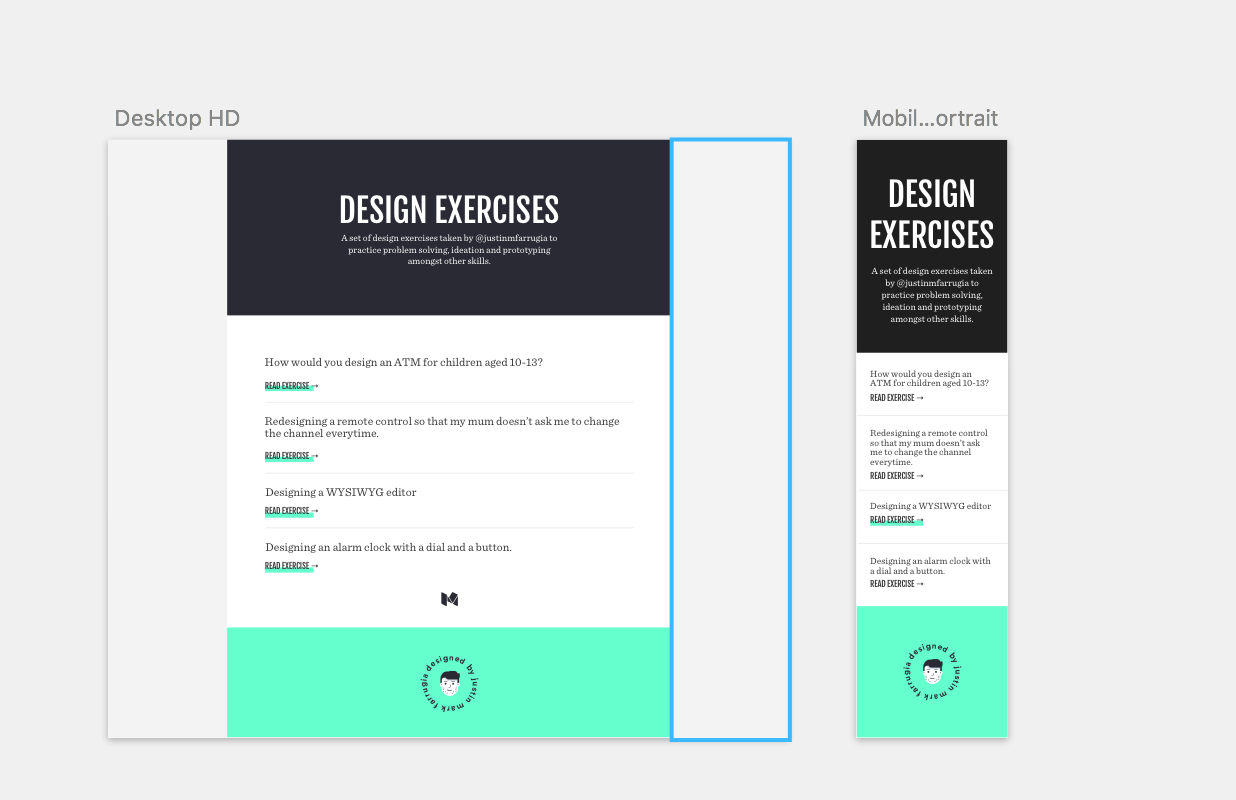 Desktop HD
DESIGN EXERCISES
A set of design exercises taken by @justinmfarrugia to
practice problem solving, ideation and prototyping
amongst other skills.
How would you design an ATM for children aged 10-13?
READ EXERCISE →
Redesigning a remote control so that my mum doesn't ask me to change
the channel everytime.
READ EXERCISE →
Designing a WYSIWYG editor
READ EXERCISE →
Designing an alarm clock with a dial and a button.
READ EXERCISE →
designed by justin mark farrugia
Mobil...ortrait
DESIGN
EXERCISES
A set of design exercises taken
by @justinmfarrugia to
practice problem solving,
ideation and prototyping
amongst other skills.
How would you design an
ATM for children aged 10-13?
READ EXERCISE →
Redesigning a remote control
so that my mum doesn't ask
me to change the channel
everytime.
READ EXERCISE →
Designing a WYSIWYG editor
READ EXERCISE →
Designing an alarm clock with
a dial and a button.
READ EXERCISE →
designed by justin mark farrugia